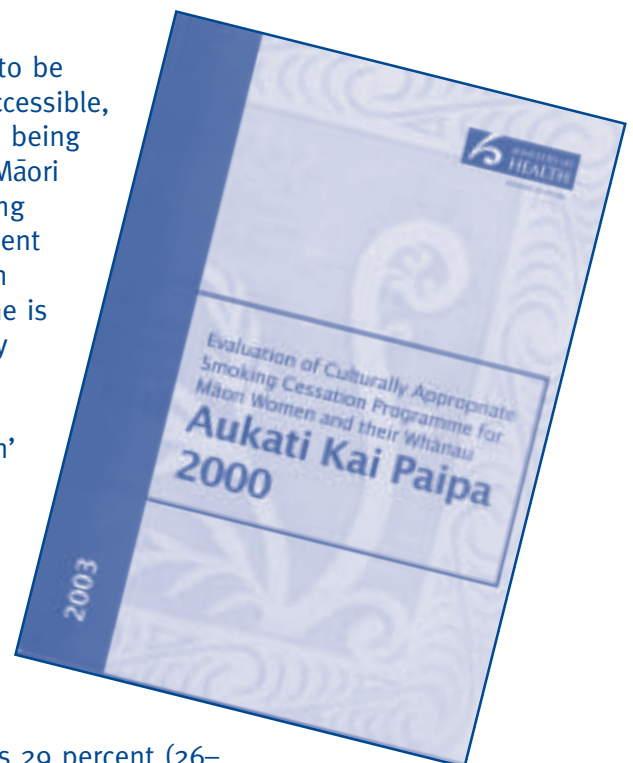 to be
ccessible,
being
Māori
ng
ent
n
ne is
y
n'
HEALTH
Evaluation of Culturally Appropriate
Smoking Cessation Programme for
Māori Women and their Whānau
Aukati Kai Paipa
2000
2003
s 29 percent (26–